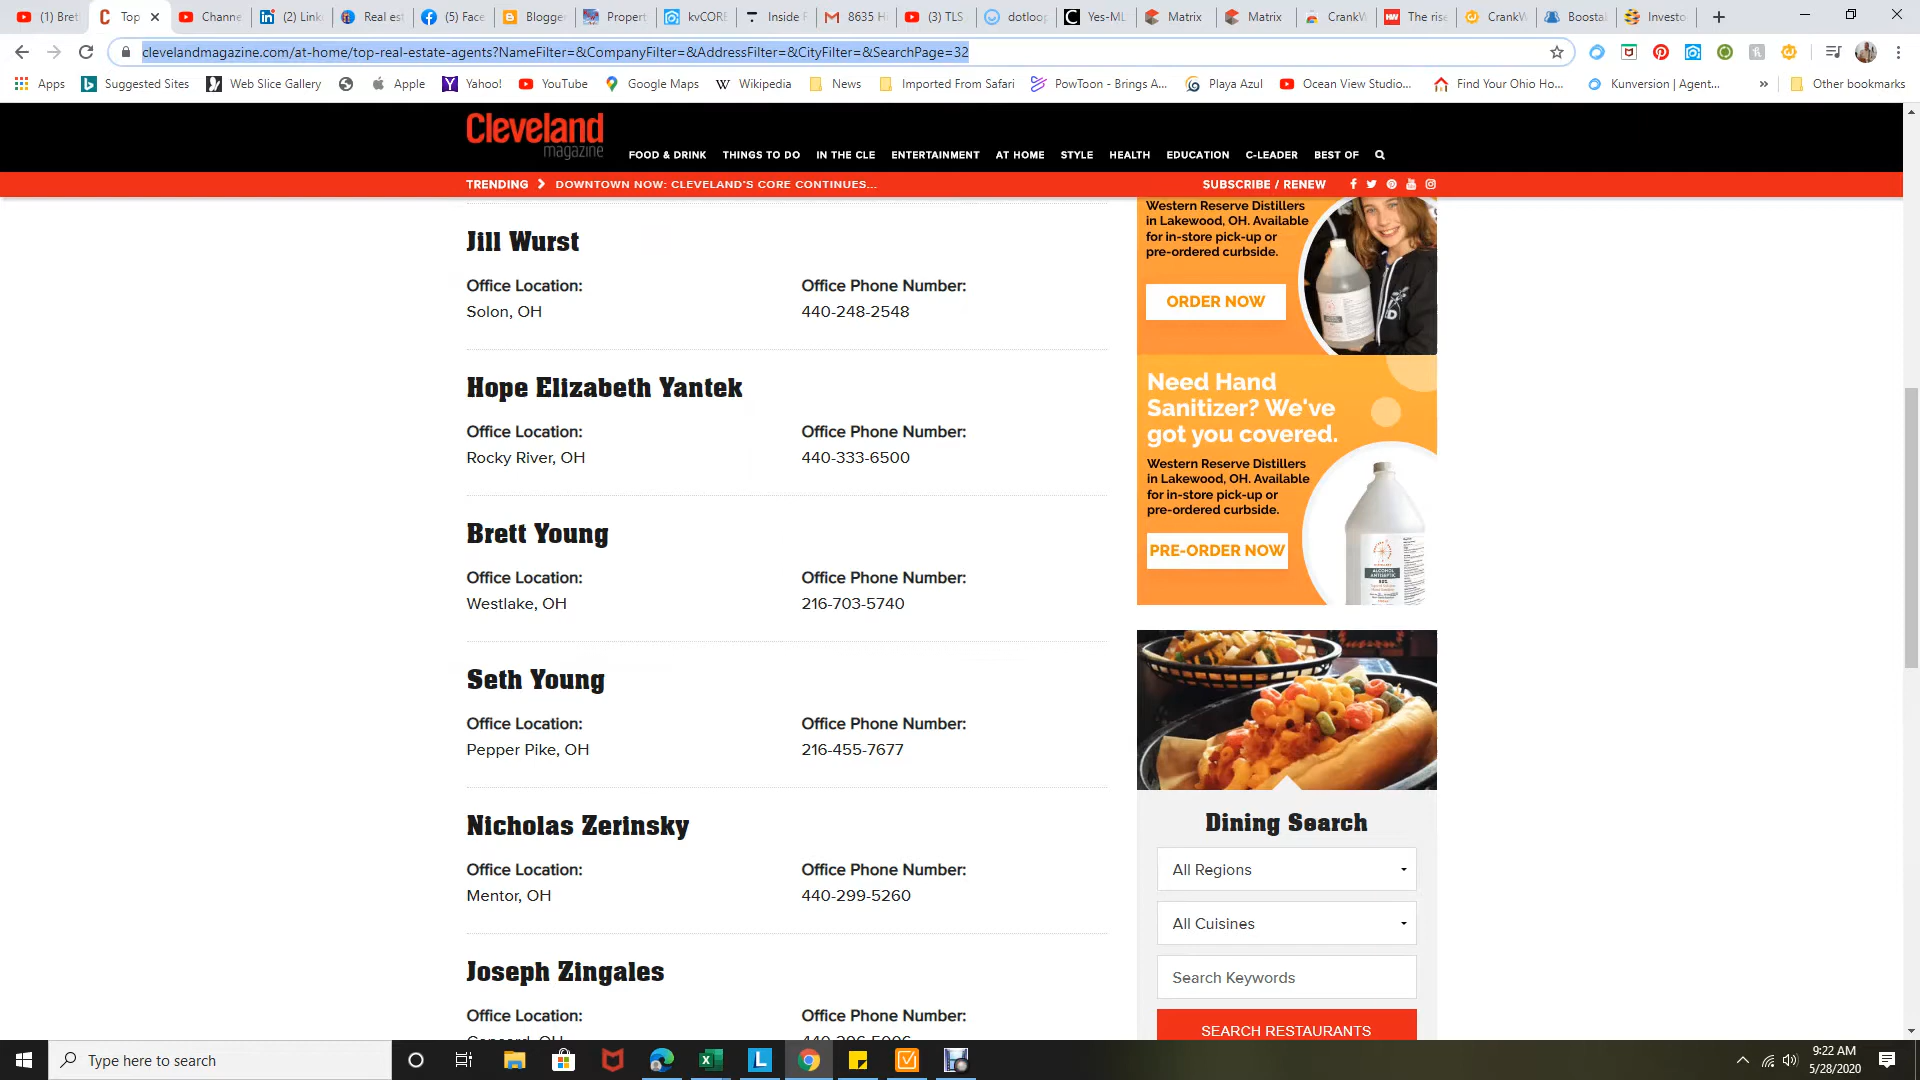 (1) Bret
Top
Channe
(2) Link
Real es
(5) Face
Blogge
Propert
kvCORE
Inside R
8635 H
(3) TLS
dotloo
Yes-ML
Matrix
Matrix
CrankW
The rise
CrankW
Boosta
Investo
clevelandmagazine.com/at-home/top-real-estate-agents?NameFilter=&CompanyFilter=&AddressFilter=&CityFilter=&SearchPage=32
Apps
Suggested Sites
Web Slice Gallery
Apple
Yahoo!
YouTube
Google Maps
Wikipedia
News
Imported From Safari
PowToon - Brings A...
Playa Azul
Ocean View Studio...
Find Your Ohio Ho...
Kunversion | Agent...
»
Other bookmarks
Cleveland
magazine
FOOD & DRINK THINGS TO DO IN THE CLE ENTERTAINMENT AT HOME STYLE HEALTH EDUCATION C-LEADER BEST OF
TRENDING DOWNTOWN NOW: CLEVELAND'S CORE CONTINUES...
SUBSCRIBE / RENEW
Jill Wurst
Office Location:
Solon, OH
Office Phone Number:
440-248-2548
Hope Elizabeth Yantek
Office Location:
Rocky River, OH
Office Phone Number:
440-333-6500
Brett Young
Office Location:
Westlake, OH
Office Phone Number:
216-703-5740
Seth Young
Office Location:
Pepper Pike, OH
Office Phone Number:
216-455-7677
Nicholas Zerinsky
Office Location:
Mentor, OH
Office Phone Number:
440-299-5260
Joseph Zingales
Office Location:
Office Phone Number:
Western Reserve Distillers
in Lakewood, OH. Available
for in-store pick-up or
pre-ordered curbside.
ORDER NOW
Need Hand
Sanitizer? We've
got you covered.
Western Reserve Distillers
in Lakewood, OH. Available
for in-store pick-up or
pre-ordered curbside.
PRE-ORDER NOW
ALCOHOL
ANTISEPTIC
Dining Search
All Regions
All Cuisines
Search Keywords
SEARCH RESTAURANTS
Type here to search
9:22 AM
5/28/2020